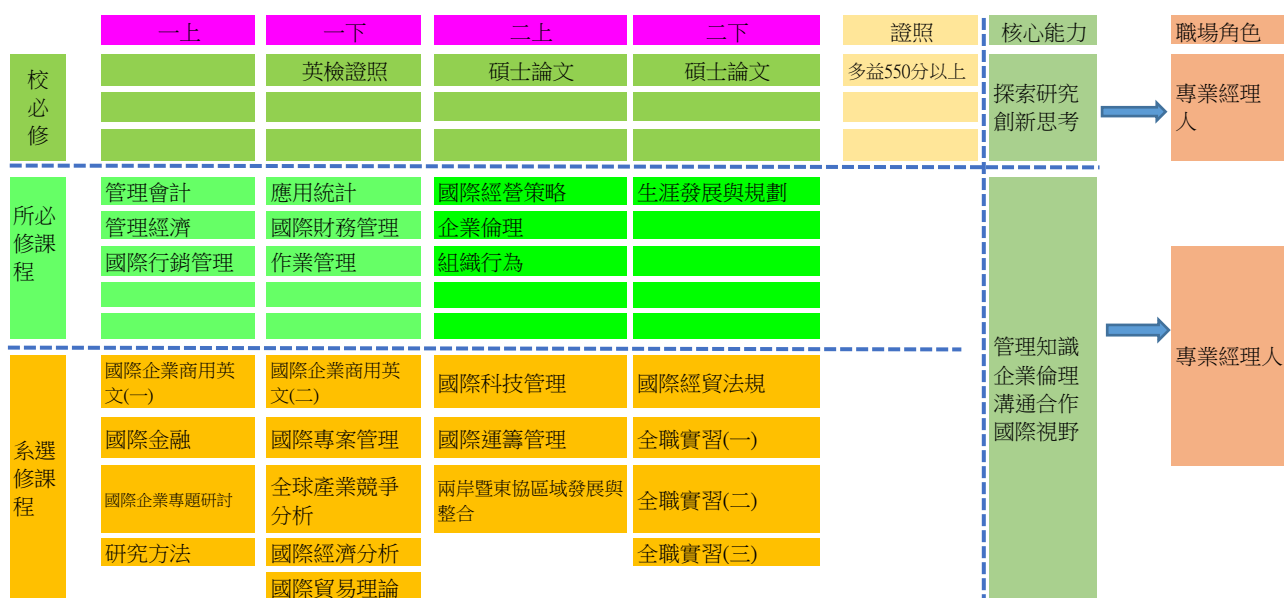 一上 一下 二上 二下 證照 核心能力 職場角色
校必修
英檢證照 碩士論文 碩士論文 多益550分以上
探索研究
創新思考
專業經理
人
所必
修課
程
管理會計 應用統計 國際經營策略 生涯發展與規劃
管理經濟 國際財務管理 企業倫理
國際行銷管理 作業管理 組織行為
管理知識
企業倫理
溝通合作
國際視野
專業經理人
系選
修課
程
國際企業商用英
文(一)
國際企業商用英
文(二)
國際科技管理 國際經貿法規
國際金融 國際專案管理 國際運籌管理 全職實習(一)
國際企業專題研討
全球產業競爭
分析
兩岸暨東協區域發展與
整合
全職實習(二)
研究方法 國際經濟分析 全職實習(三)
國際貿易理論